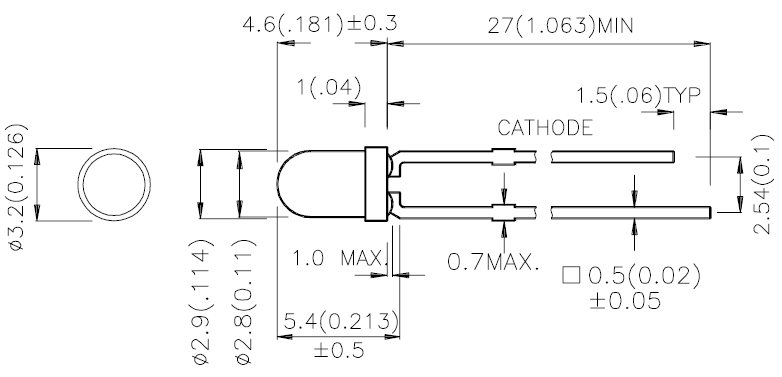 4.6(.181)±0.3
27(1.063)MIN
1(.04)
1.5(.06)TYP
CATHODE
ø3.2(0.126)
2.54(0.1)
ø2.9(.114)
ø2.8(0.11)
1.0 MAX.
0.7MAX.
□0.5(0.02)
±0.05
5.4(0.213)
±0.5